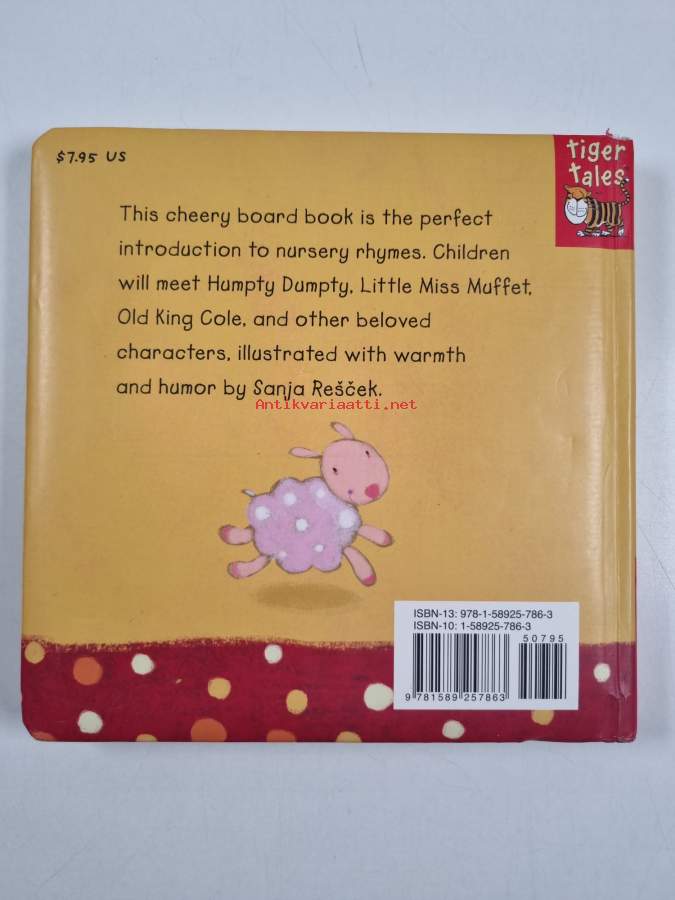 $7.95 US
tiger
tales
This cheery board book is the perfect
introduction to nursery rhymes. Children
will meet Humpty Dumpty, Little Miss Muffet,
Old King Cole, and other beloved
characters, illustrated with warmth
and humor by Sanja Rešček.
Antikvariaatti.net
ISBN-13: 978-1-58925-786-3
ISBN-10: 1-58925-786-3
50795
9 781589 257863